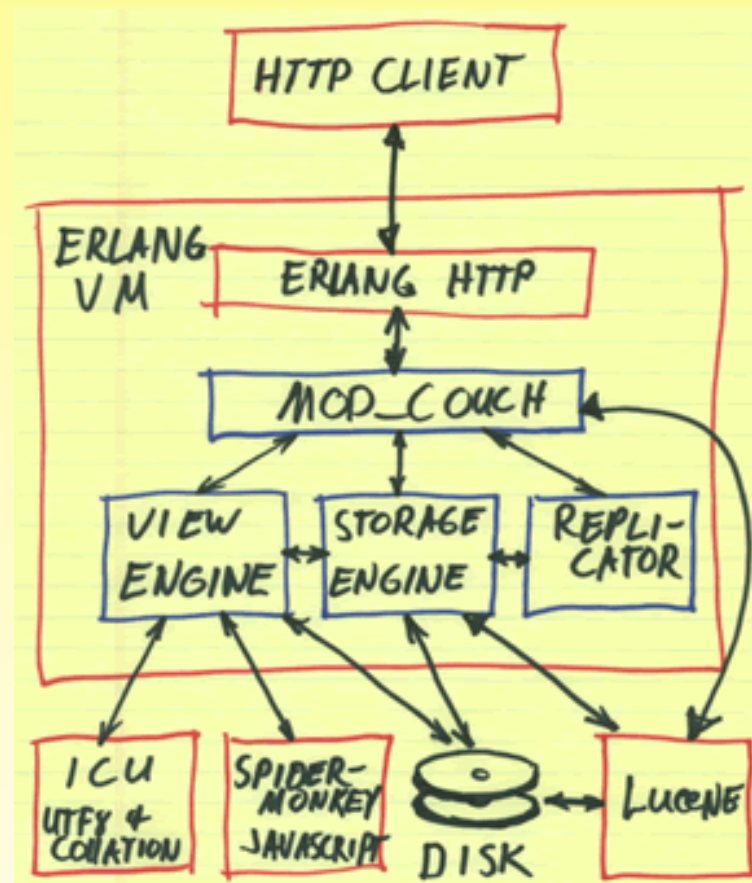 HTTP CLIENT
ERLANG
VM
ERLANG HTTP
MOD_COUCH
VIEW
ENGINE
STORAGE
ENGINE
REPLI-
CATOR
ICU
UTF8 &
COLLATION
SPIDER-
MONKEY
JAVASCRIPT
DISK
LUCENE